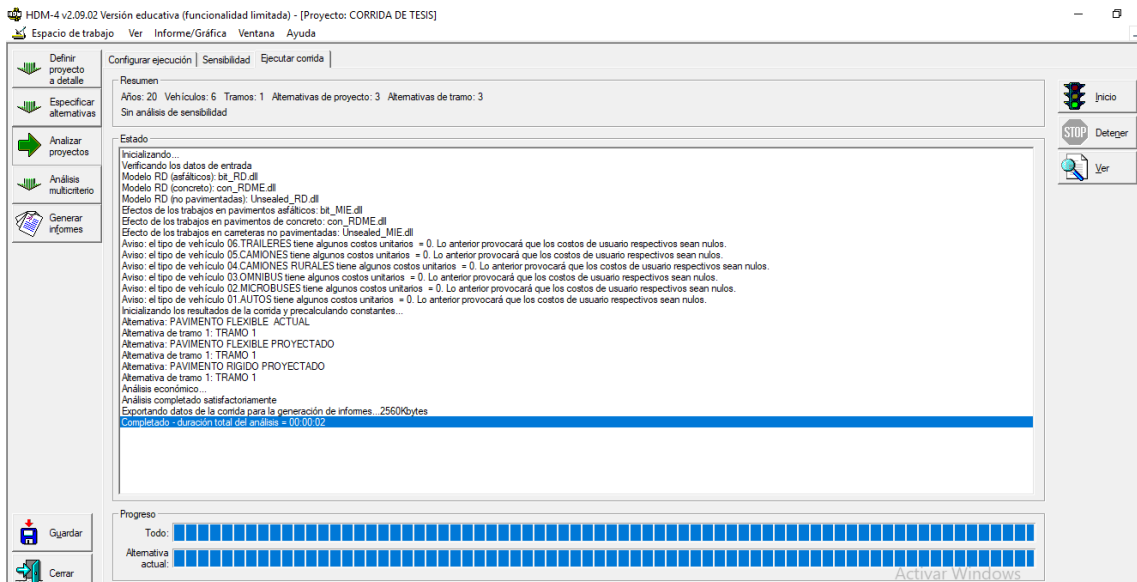 HDM-4 v2.09.02 Versión educativa (funcionalidad limitada) - [Proyecto: CORRIDA DE TESIS]
Espacio de trabajo Ver Informe/Gráfica Ventana Ayuda
Definir
proyecto
a detalle
Especificar
alternativas
Analizar
proyectos
Análisis
multicriterio
Generar
informes
Guardar
Cerrar
Configurar ejecución Sensibilidad Ejecutar corrida
Resumen
Años: 20 Vehículos: 6 Tramos: 1 Alternativas de proyecto: 3 Alternativas de tramo: 3
Sin análisis de sensibilidad
Estado
Inicializando...
Verificando los datos de entrada
Modelo RD (asfálticos): bit_RD.dll
Modelo RD (concreto): con_RDME.dll
Modelo RD (no pavimentadas): Unsealed_RD.dll
Efectos de los trabajos en pavimentos asfálticos: bit_MIE.dll
Efecto de los trabajos en pavimentos de concreto: con_RDME.dll
Efecto de los trabajos en carreteras no pavimentadas: Unsealed_MIE.dll
Aviso: el tipo de vehículo 06.TRAILERES tiene algunos costos unitarios = 0. Lo anterior provocará que los costos de usuario respectivos sean nulos.
Aviso: el tipo de vehículo 05.CAMIONES tiene algunos costos unitarios = 0. Lo anterior provocará que los costos de usuario respectivos sean nulos.
Aviso: el tipo de vehículo 04.CAMIONES RURALES tiene algunos costos unitarios = 0. Lo anterior provocará que los costos de usuario respectivos sean nulos.
Aviso: el tipo de vehículo 03.OMNIBUS tiene algunos costos unitarios = 0. Lo anterior provocará que los costos de usuario respectivos sean nulos.
Aviso: el tipo de vehículo 02.MICROBUSES tiene algunos costos unitarios = 0. Lo anterior provocará que los costos de usuario respectivos sean nulos.
Aviso: el tipo de vehículo 01.AUTOS tiene algunos costos unitarios = 0. Lo anterior provocará que los costos de usuario respectivos sean nulos.
Inicializando los resultados de la corrida y precalculando constantes...
Alternativa: PAVIMENTO FLEXIBLE ACTUAL
Alternativa de tramo 1: TRAMO 1
Alternativa: PAVIMENTO FLEXIBLE PROYECTADO
Alternativa de tramo 1: TRAMO 1
Alternativa: PAVIMENTO RIGIDO PROYECTADO
Alternativa de tramo 1: TRAMO 1
Análisis económico...
Análisis completado satisfactoriamente
Exportando datos de la corrida para la generación de informes...2560Kbytes
Completado - duración total del análisis = 00:00:02
Progreso
Todo:
Alternativa
actual:
Inicio
STOP Detener
Ver
Activar Windows